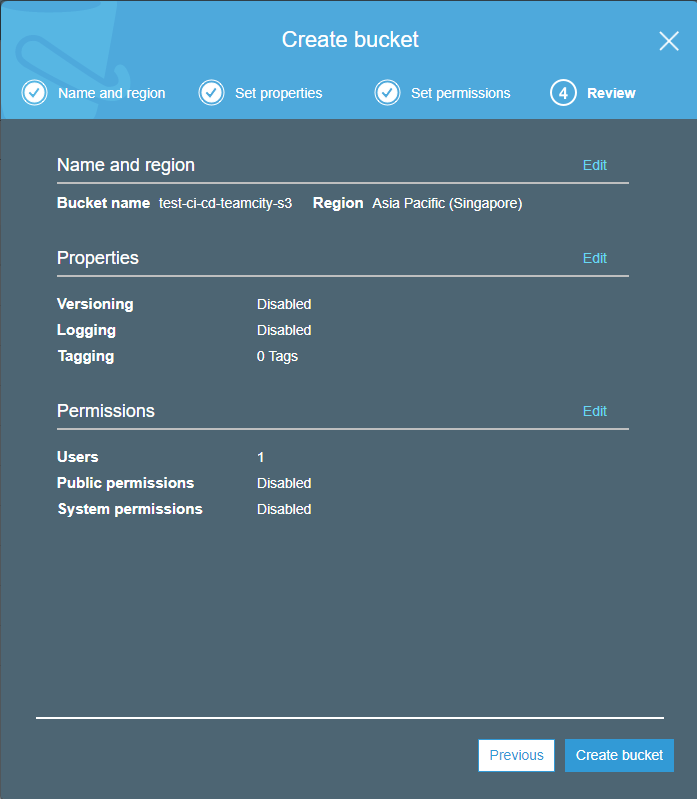 Create bucket
Name and region Set properties Set permissions 4 Review
Name and region Edit
Bucket name test-ci-cd-teamcity-s3 Region Asia Pacific (Singapore)
Properties Edit
Versioning Disabled
Logging Disabled
Tagging 0 Tags
Permissions Edit
Users 1
Public permissions Disabled
System permissions Disabled
Previous Create bucket